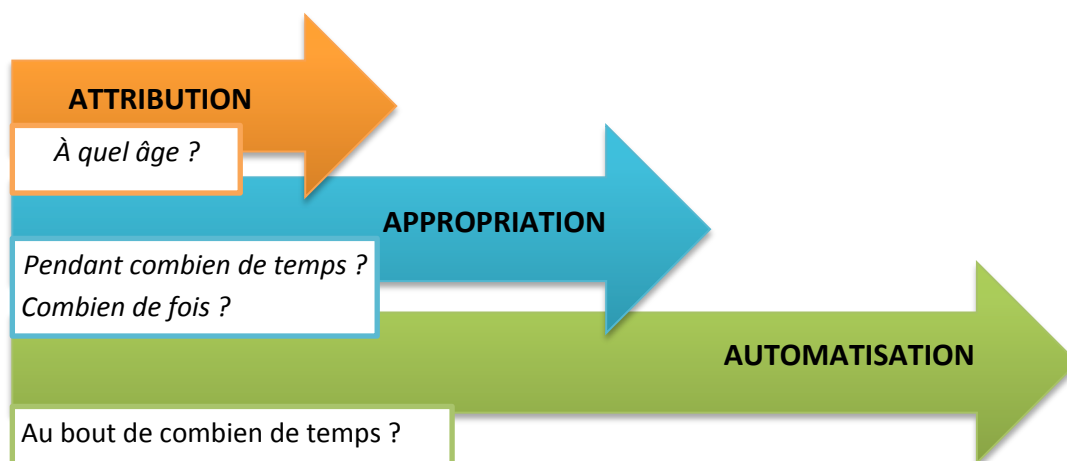 ATTRIBUTION
À quel âge ?
APPROPRIATION
Pendant combien de temps ?
Combien de fois ?
AUTOMATISATION
Au bout de combien de temps ?